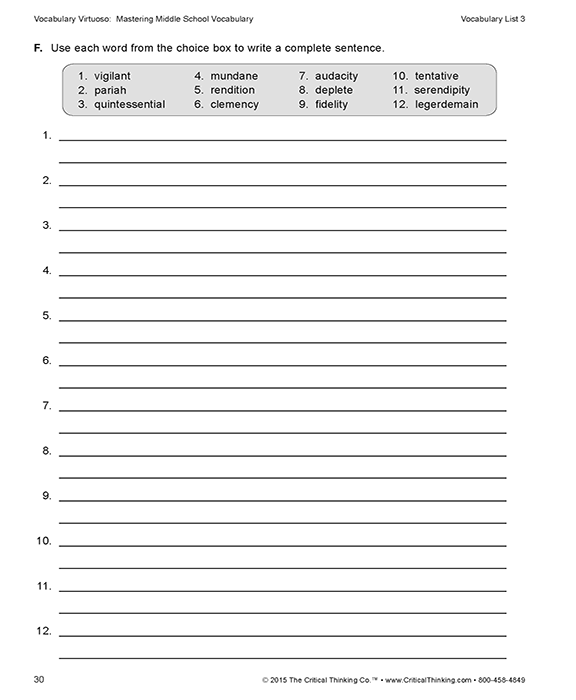 Vocabulary Virtuoso: Mastering Middle School Vocabulary Vocabulary List 3
F. Use each word from the choice box to write a complete sentence.
1. vigilant 4. mundane 7. audacity 10. tentative
2. pariah 5. rendition 8. deplete 11. serendipity
3. quintessential 6. clemency 9. fidelity 12. legerdemain
1.
2.
3.
4.
5.
6.
7.
8.
9.
10.
11.
12.
30 © 2015 The Critical Thinking Co.™ • www.CriticalThinking.com • 800-458-4849